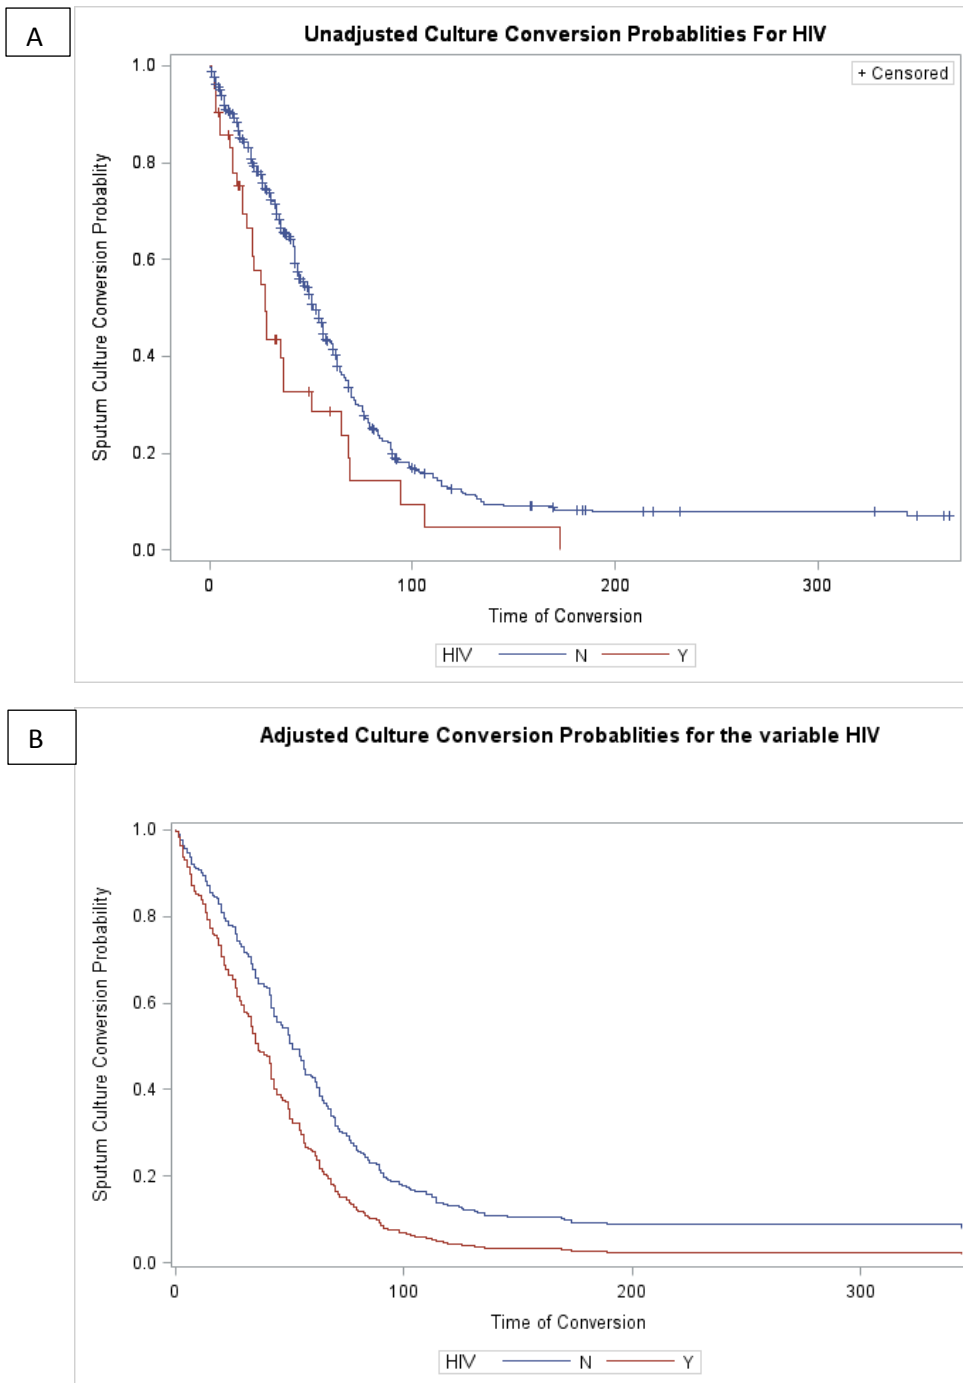 A
Unadjusted Culture Conversion Probablities For HIV
+ Censored
1.0
0.8
0.6
0.4
0.2
0.0
Sputum Culture Conversion Probablity
0 100 200 300
Time of Conversion
HIV N Y
B
Adjusted Culture Conversion Probablities for the variable HIV
1.0
0.8
0.6
0.4
0.2
0.0
Sputum Culture Conversion Probability
0 100 200 300
Time of Conversion
HIV N Y